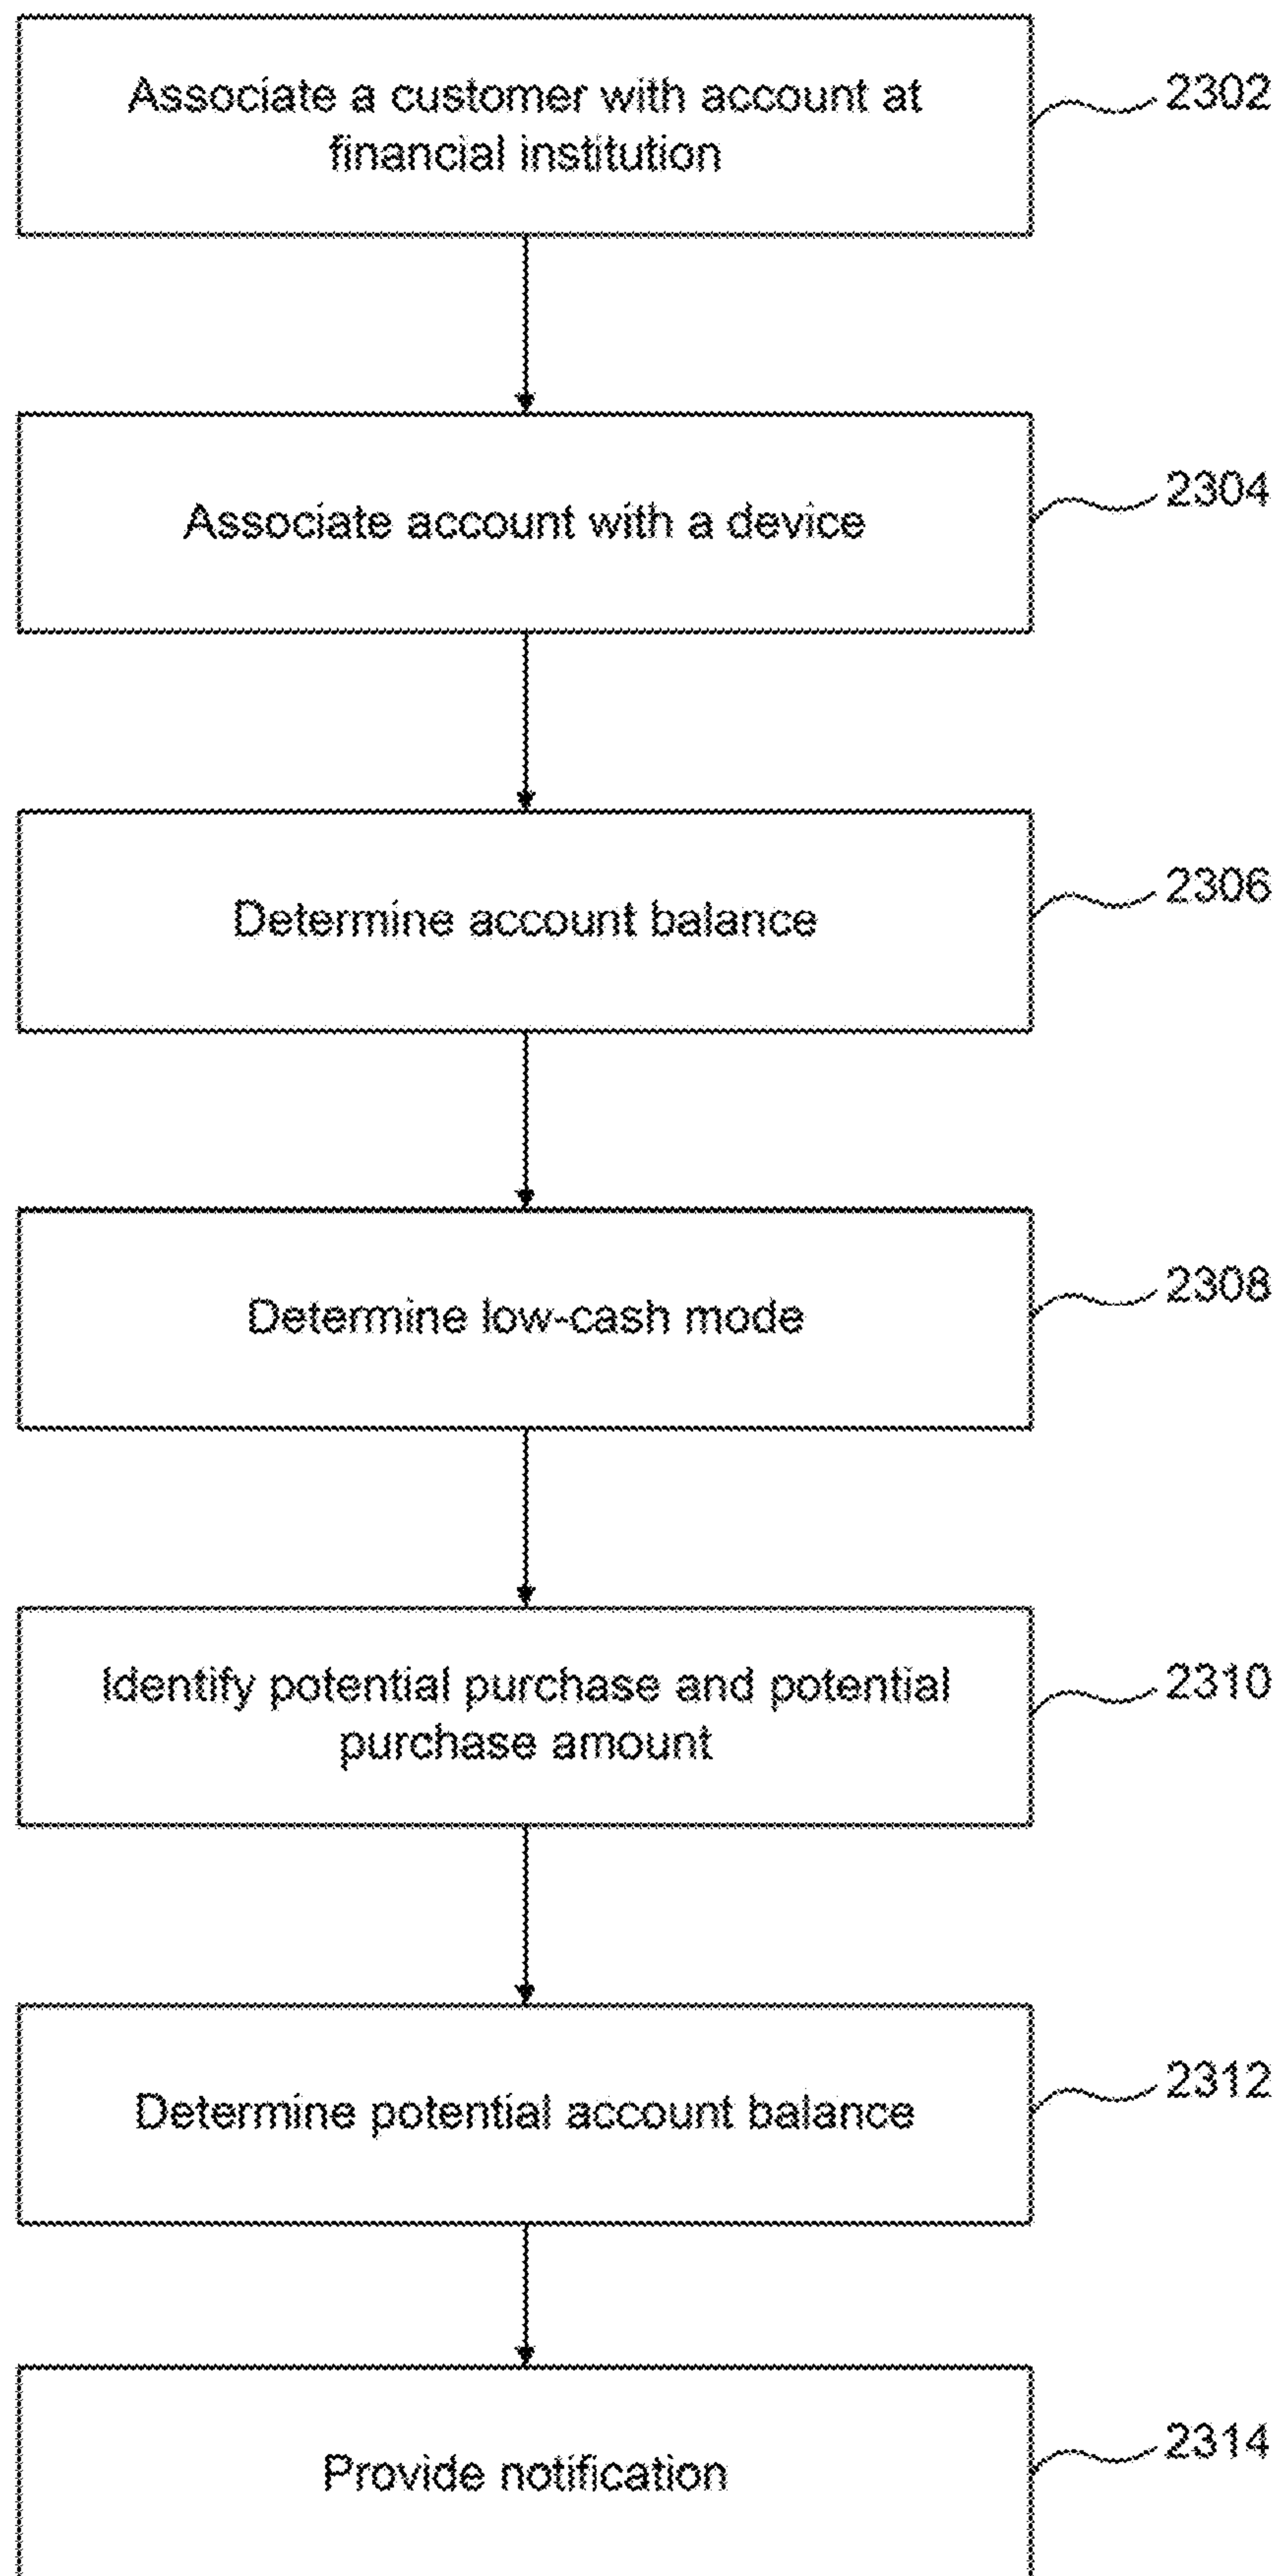 Associate a customer with account at
financial institution
2302
Associate account with a device
2304
Determine account balance
2306
Determine low-cash mode
2308
Identify potential purchase and potential
purchase amount
2310
Determine potential account balance
2312
Provide notification
2314